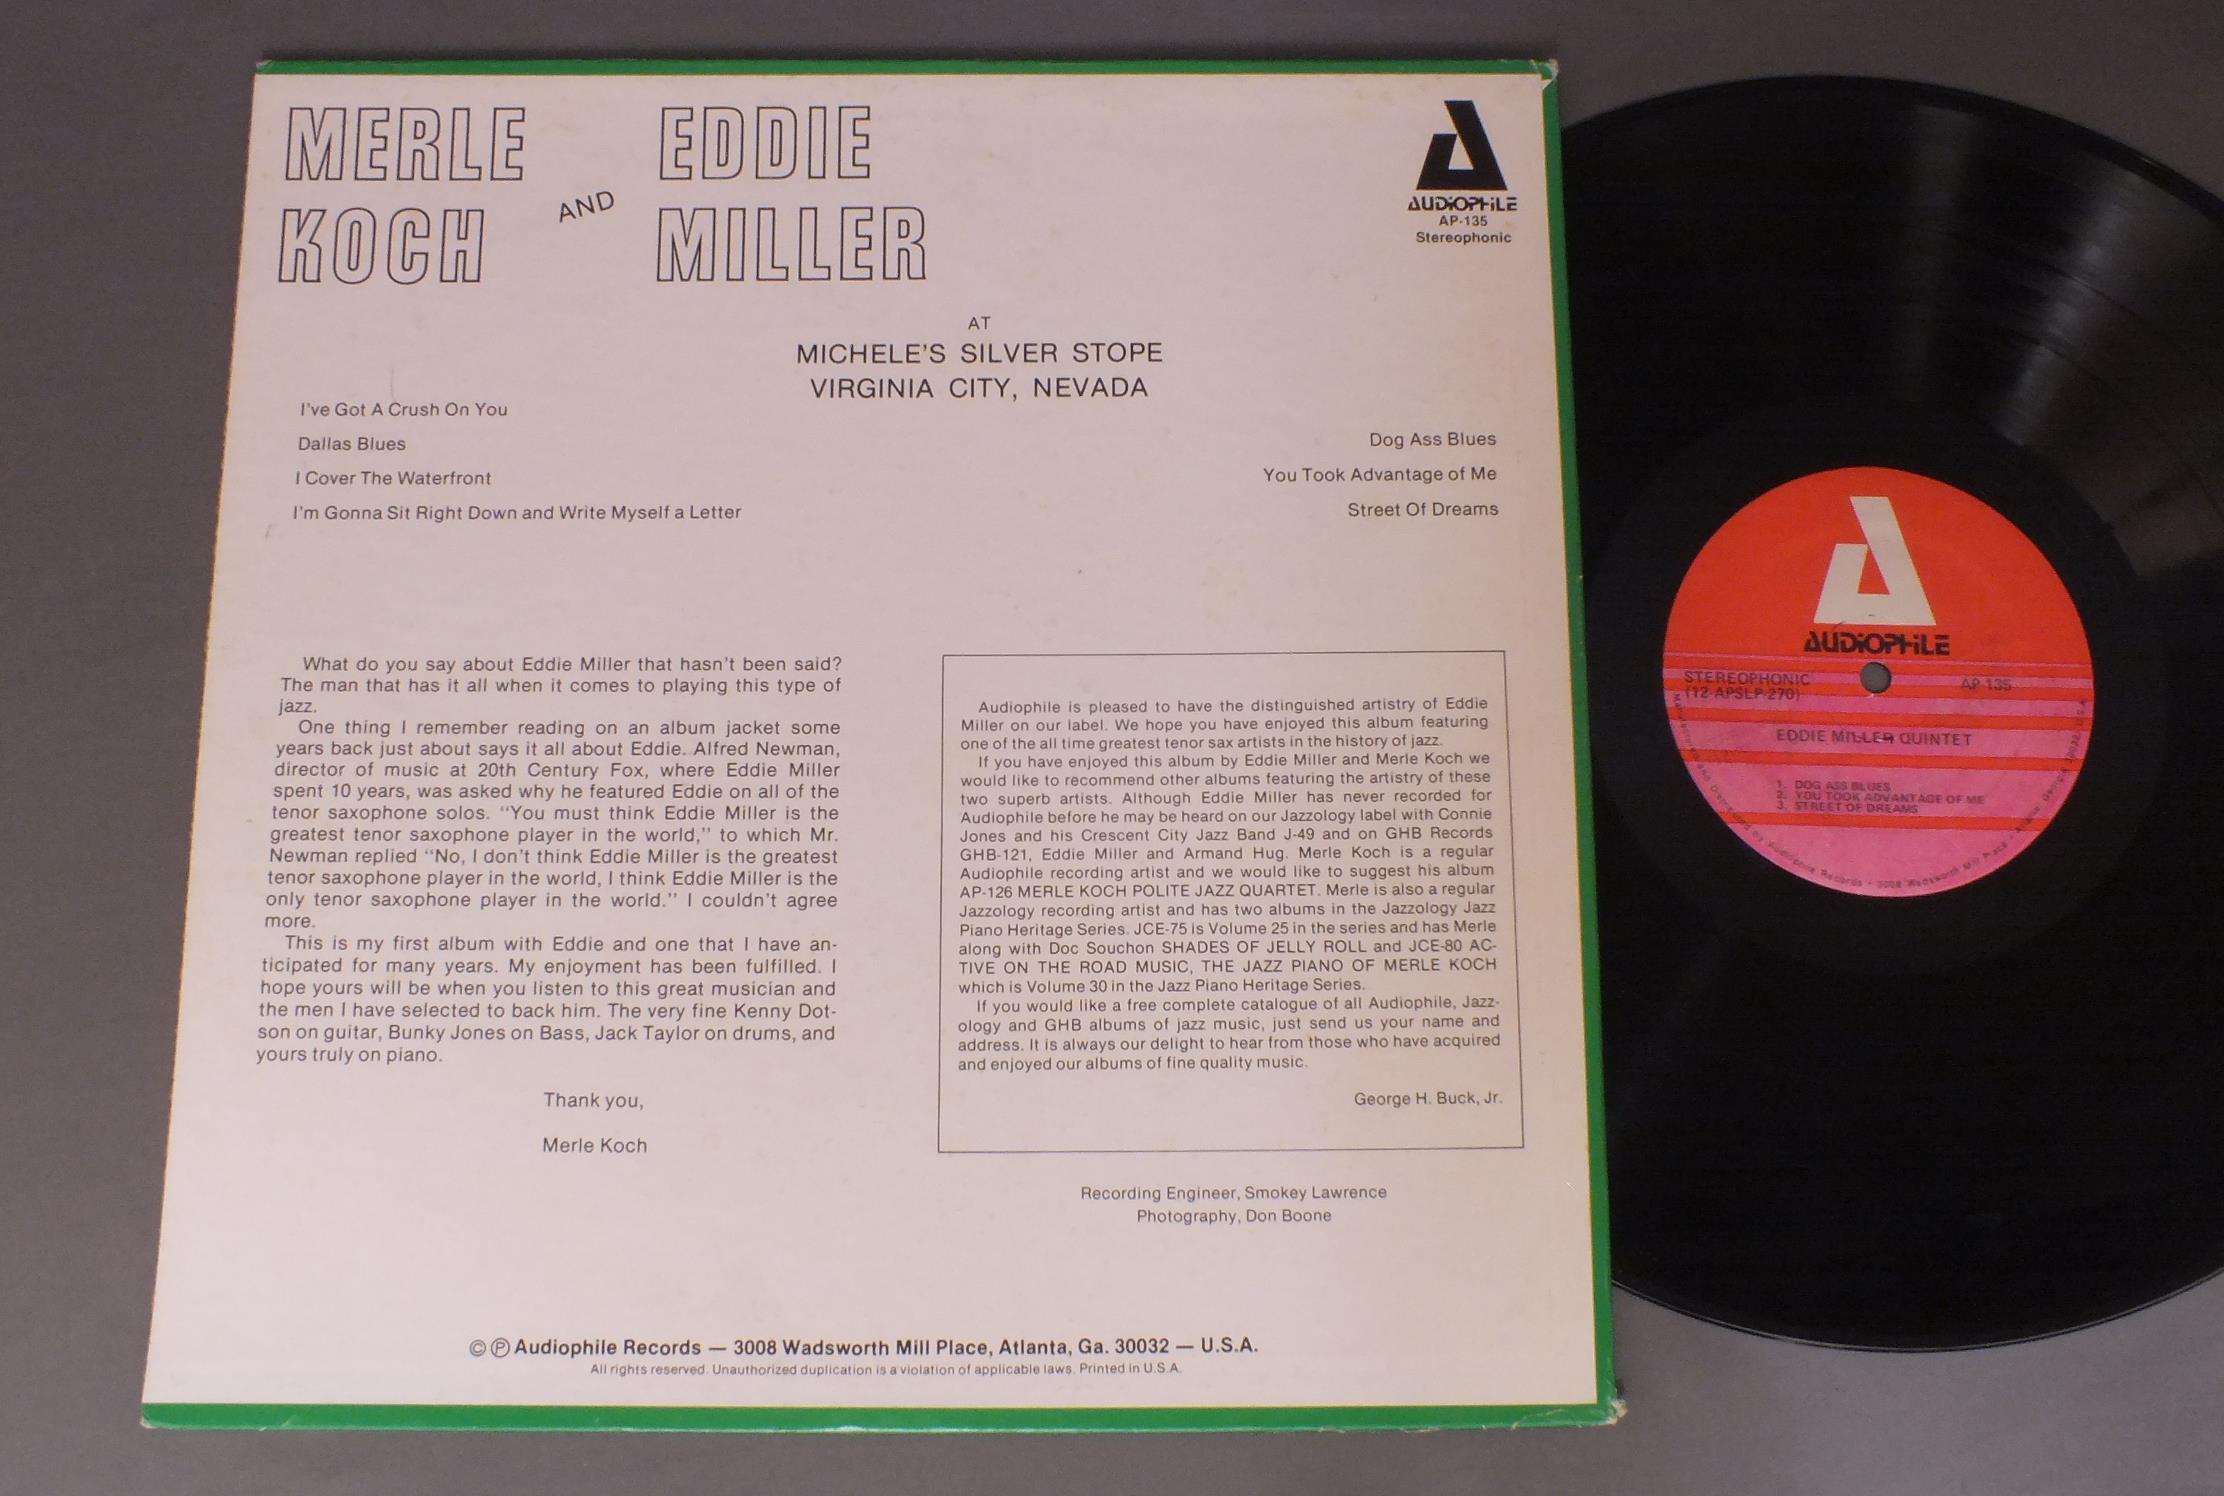 MERLE
KOCH
AND
EDDIE
MILLER
AUDIOPHILE
AP-135
Stereophonic
AT
MICHELE'S SILVER STOPE
VIRGINIA CITY, NEVADA
I've Got A Crush On You
Dallas Blues
I Cover The Waterfront
I'm Gonna Sit Right Down and Write Myself a Letter
Dog Ass Blues
You Took Advantage of Me
Street Of Dreams
What do you say about Eddie Miller that hasn't been said?
The man that has it all when it comes to playing this type of
jazz.
One thing I remember reading on an album jacket some
years back just about says it all about Eddie. Alfred Newman,
director of music at 20th Century Fox, where Eddie Miller
spent 10 years, was asked why he featured Eddie on all of the
tenor saxophone solos. "You must think Eddie Miller is the
greatest tenor saxophone player in the world," to which Mr.
Newman replied "No, I don't think Eddie Miller is the greatest
tenor saxophone player in the world, I think Eddie Miller is the
only tenor saxophone player in the world." I couldn't agree
more.
This is my first album with Eddie and one that I have an-
ticipated for many years. My enjoyment has been fulfilled. I
hope yours will be when you listen to this great musician and
the men I have selected to back him. The very fine Kenny Dot-
son on guitar, Bunky Jones on Bass, Jack Taylor on drums, and
yours truly on piano.
Thank you,
Merle Koch
Audiophile is pleased to have the distinguished artistry of Eddie
Miller on our label. We hope you have enjoyed this album featuring
one of the all time greatest tenor sax artists in the history of jazz.
If you have enjoyed this album by Eddie Miller and Merle Koch we
would like to recommend other albums featuring the artistry of these
two superb artists. Although Eddie Miller has never recorded for
Audiophile before he may be heard on our Jazzology label with Connie
Jones and his Crescent City Jazz Band J-49 and on GHB Records
GHB-121, Eddie Miller and Armand Hug. Merle Koch is a regular
Audiophile recording artist and we would like to suggest his album
AP-126 MERLE KOCH POLITE JAZZ QUARTET. Merle is also a regular
Jazzology recording artist and has two albums in the Jazzology Jazz
Piano Heritage Series. JCE-75 is Volume 25 in the series and has Merle
along with Doc Souchon SHADES OF JELLY ROLL and JCE-80 AC-
TIVE ON THE ROAD MUSIC, THE JAZZ PIANO OF MERLE KOCH
which is Volume 30 in the Jazz Piano Heritage Series.
If you would like a free complete catalogue of all Audiophile, Jazz-
ology and GHB albums of jazz music, just send us your name and
address. It is always our delight to hear from those who have acquired
and enjoyed our albums of fine quality music.
George H. Buck, Jr.
Recording Engineer, Smokey Lawrence
Photography, Don Boone
© ℗ Audiophile Records — 3008 Wadsworth Mill Place, Atlanta, Ga. 30032 — U.S.A.
All rights reserved. Unauthorized duplication is a violation of applicable laws. Printed in U.S.A.
AUDIOPHILE
STEREOPHONIC
(12-APSLP-270)
AP-135
EDDIE MILLER QUINTET
1. DOG ASS BLUES
2. YOU TOOK ADVANTAGE OF ME
3. STREET OF DREAMS
Manufactured and Distributed by Audiophile Records • 3008 Wadsworth Mill Place • Atlanta, Georgia 30032 U.S.A.